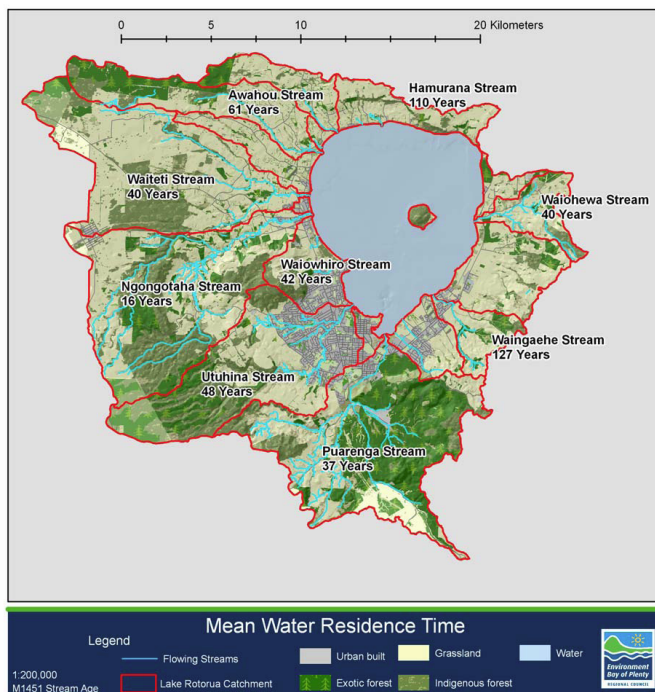 0 5 10 20 Kilometers
Hamurana Stream
110 Years
Awahou Stream
61 Years
Waiteti Stream
40 Years
Waiohewa Stream
40 Years
Waiowhiro Stream
42 Years
Ngongotaha Stream
16 Years
Waingaehe Stream
127 Years
Utuhina Stream
48 Years
Puarenga Stream
37 Years
Mean Water Residence Time
Legend
Flowing Streams
Urban built
Grassland
Water
Lake Rotorua Catchment
Exotic forest
Indigenous forest
1:200,000
M1451 Stream Age
Environment
Bay of Plenty
REGIONAL COUNCIL